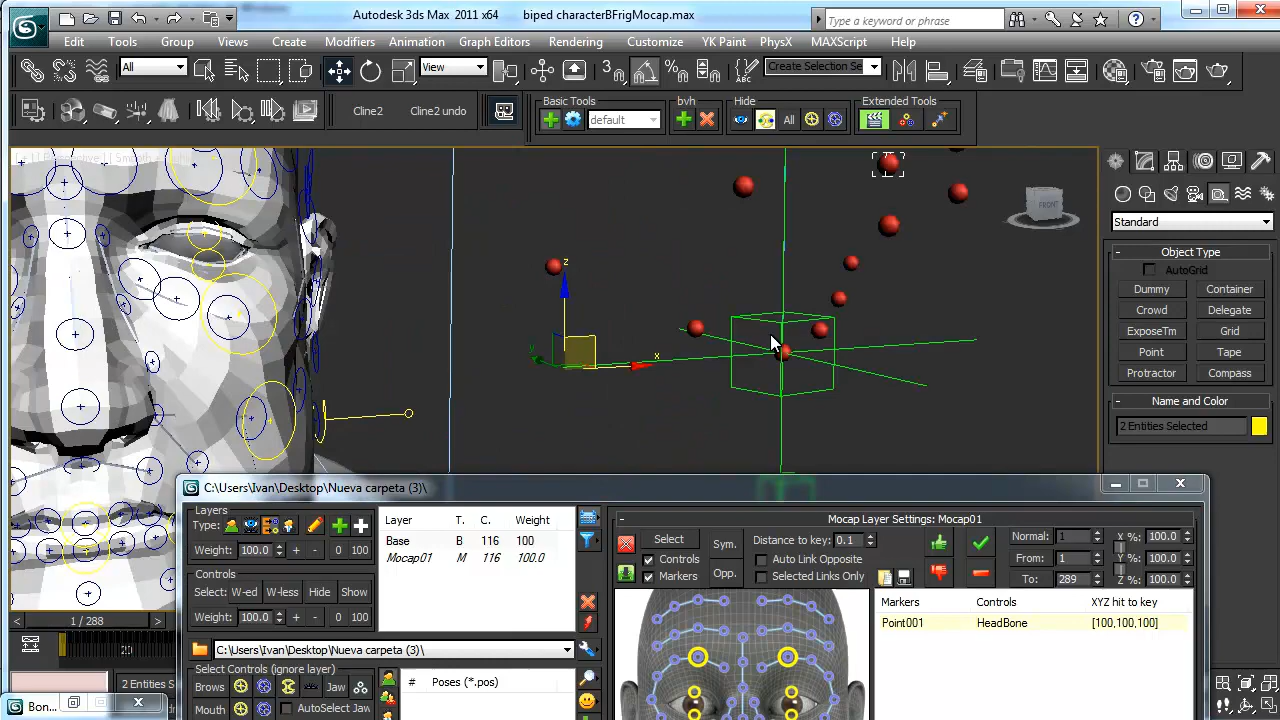 Autodesk 3ds Max 2011 x64 biped characterBFrigMocap.max
Type a keyword or phrase
Edit Tools Group Views Create Modifiers Animation Graph Editors Rendering Customize YK Paint PhysX MAXScript Help
All
View
3
Create Selection Se
Cline2 Cline2 undo
Basic Tools
default
bvh
Hide
All
Extended Tools
FRONT
z
x
y
Standard
Object Type
AutoGrid
Dummy Container
Crowd Delegate
ExposeTm Grid
Point Tape
Protractor Compass
Name and Color
2 Entities Selected
C:\Users\Ivan\Desktop\Nueva carpeta (3)\
Layers
Type:
Weight: 100.0 + - 0 100
Controls
Select: W-ed W-less Hide Show
Weight: 100.0 + - 0 100
Layer T. C. Weight
Base B 116 100
Mocap01 M 116 100.0
C:\Users\Ivan\Desktop\Nueva carpeta (3)\
Select Controls (ignore layer)
Brows Jaw
Mouth AutoSelect Jaw
# Poses (*.pos)
Mocap Layer Settings: Mocap01
Select Sym. Distance to key: 0.1
Controls Auto Link Opposite
Markers Opp. Selected Links Only
Normal: 1 X %: 100.0
From: 1 Y %: 100.0
To: 289 Z %: 100.0
Markers Controls XYZ hit to key
Point001 HeadBone [100,100,100]
1 / 288
20
2 Entities
Bon...